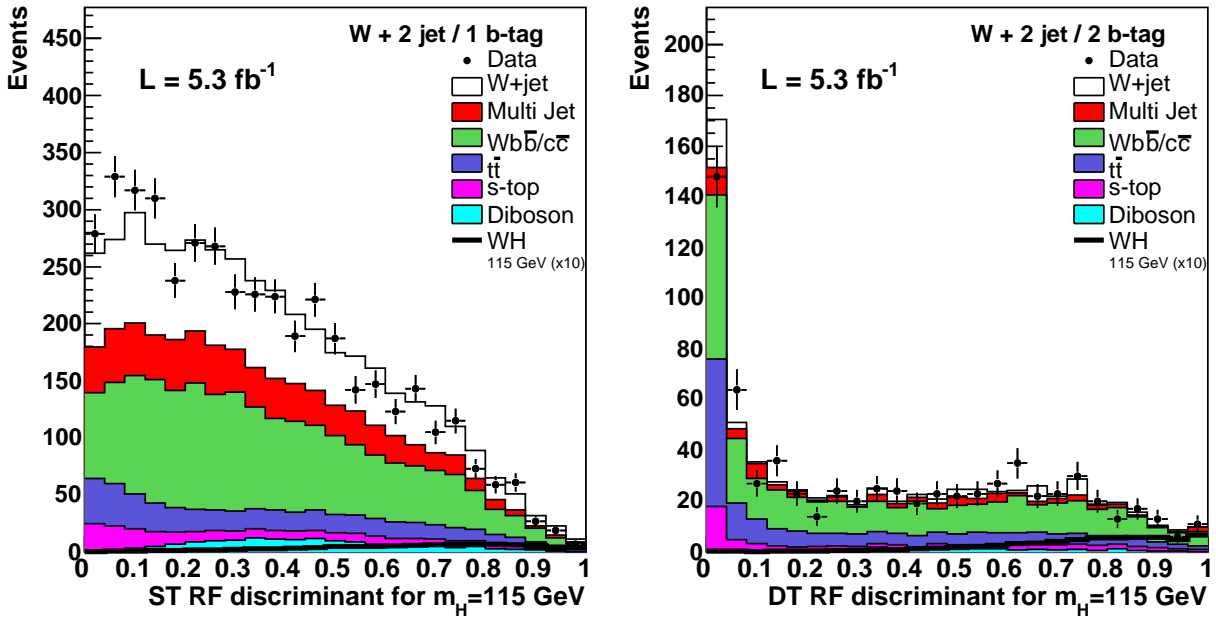 Events
450
400
350
300
250
200
150
100
50
0
W + 2 jet / 1 b-tag
L = 5.3 fb⁻¹
Data
W+jet
Multi Jet
Wbb̅/cc̅
tt̅
s-top
Diboson
WH
115 GeV (x10)
0 0.1 0.2 0.3 0.4 0.5 0.6 0.7 0.8 0.9 1
ST RF discriminant for m_H=115 GeV
Events
200
180
160
140
120
100
80
60
40
20
0
W + 2 jet / 2 b-tag
L = 5.3 fb⁻¹
Data
W+jet
Multi Jet
Wbb̅/cc̅
tt̅
s-top
Diboson
WH
115 GeV (x10)
0 0.1 0.2 0.3 0.4 0.5 0.6 0.7 0.8 0.9 1
DT RF discriminant for m_H=115 GeV